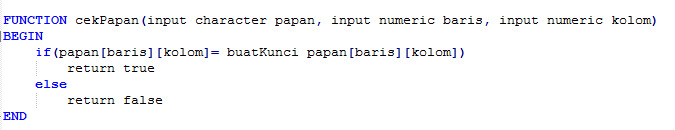 FUNCTION cekPapan(input character papan, input numeric baris, input numeric kolom)
BEGIN
if(papan[baris][kolom]= buatKunci papan[baris][kolom])
return true
else
return false
END